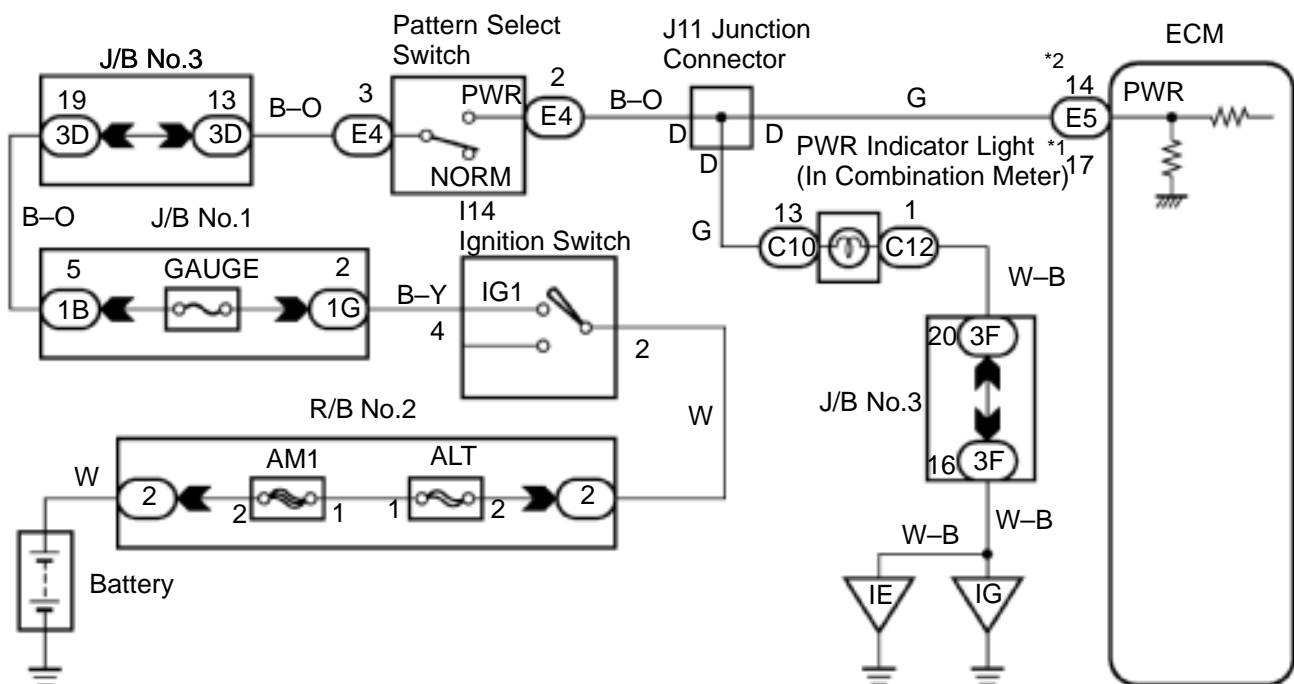 Pattern Select
Switch
J11 Junction
Connector
ECM
J/B No.3
19
13
3D
3D
B–O
3
E4
PWR
NORM
2
E4
B–O
D
D
D
G
*2
14
E5
*1
17
PWR
PWR Indicator Light
(In Combination Meter)
B–O
J/B No.1
5
GAUGE
2
1B
1G
B–Y
4
I14
Ignition Switch
IG1
2
W
G
13
C10
1
C12
W–B
20
3F
J/B No.3
16
3F
W–B
W–B
IE
IG
R/B No.2
W
2
AM1
2
1
ALT
1
2
2
Battery